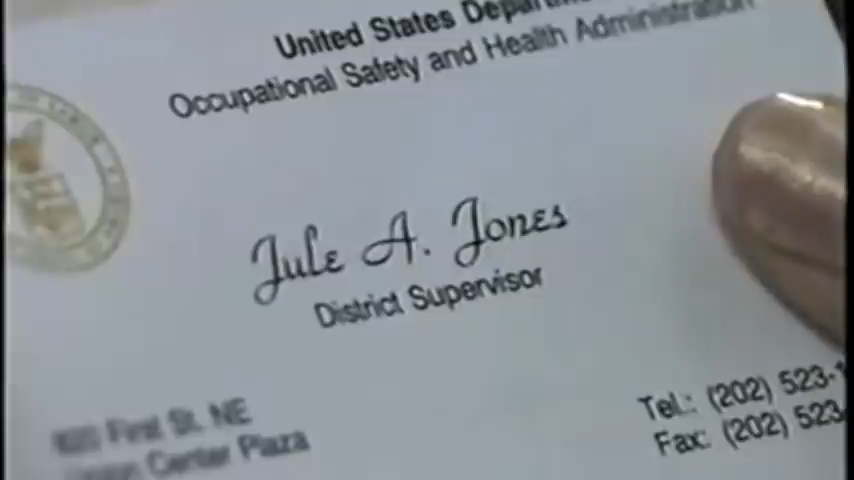 United States
Occupational Safety and Health Administration
Jule A. Jones
District Supervisor
First St. NE
Center Plaza
Tel.: (202) 523-
Fax: (202) 523